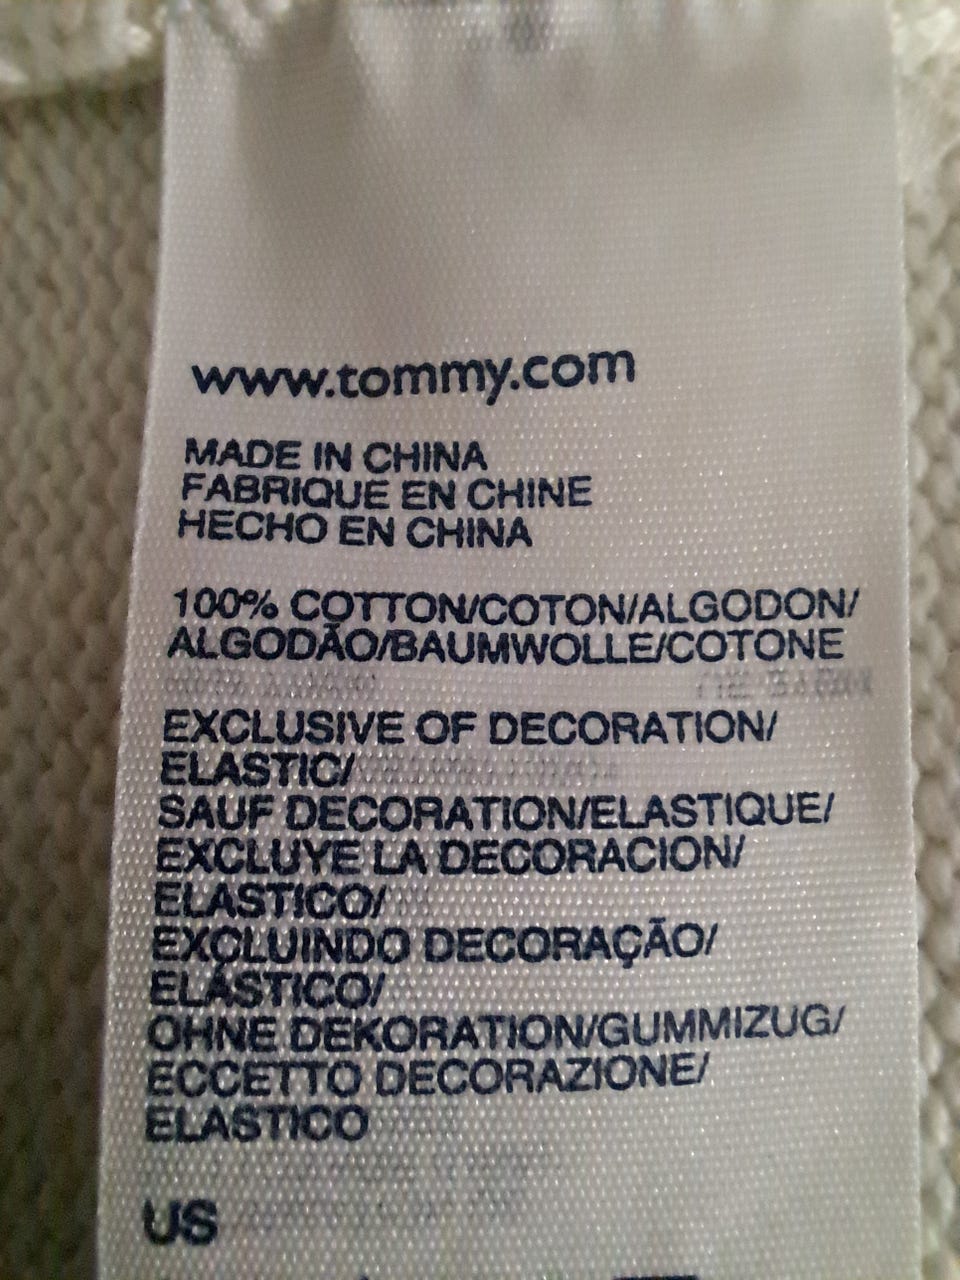 www.tommy.com
MADE IN CHINA
FABRIQUE EN CHINE
HECHO EN CHINA
100% COTTON/COTON/ALGODON/
ALGODÃO/BAUMWOLLE/COTONE
EXCLUSIVE OF DECORATION/
ELASTIC/
SAUF DECORATION/ELASTIQUE/
EXCLUYE LA DECORACION/
ELASTICO/
EXCLUINDO DECORAÇÃO/
ELÁSTICO/
OHNE DEKORATION/GUMMIZUG/
ECCETTO DECORAZIONE/
ELASTICO
US